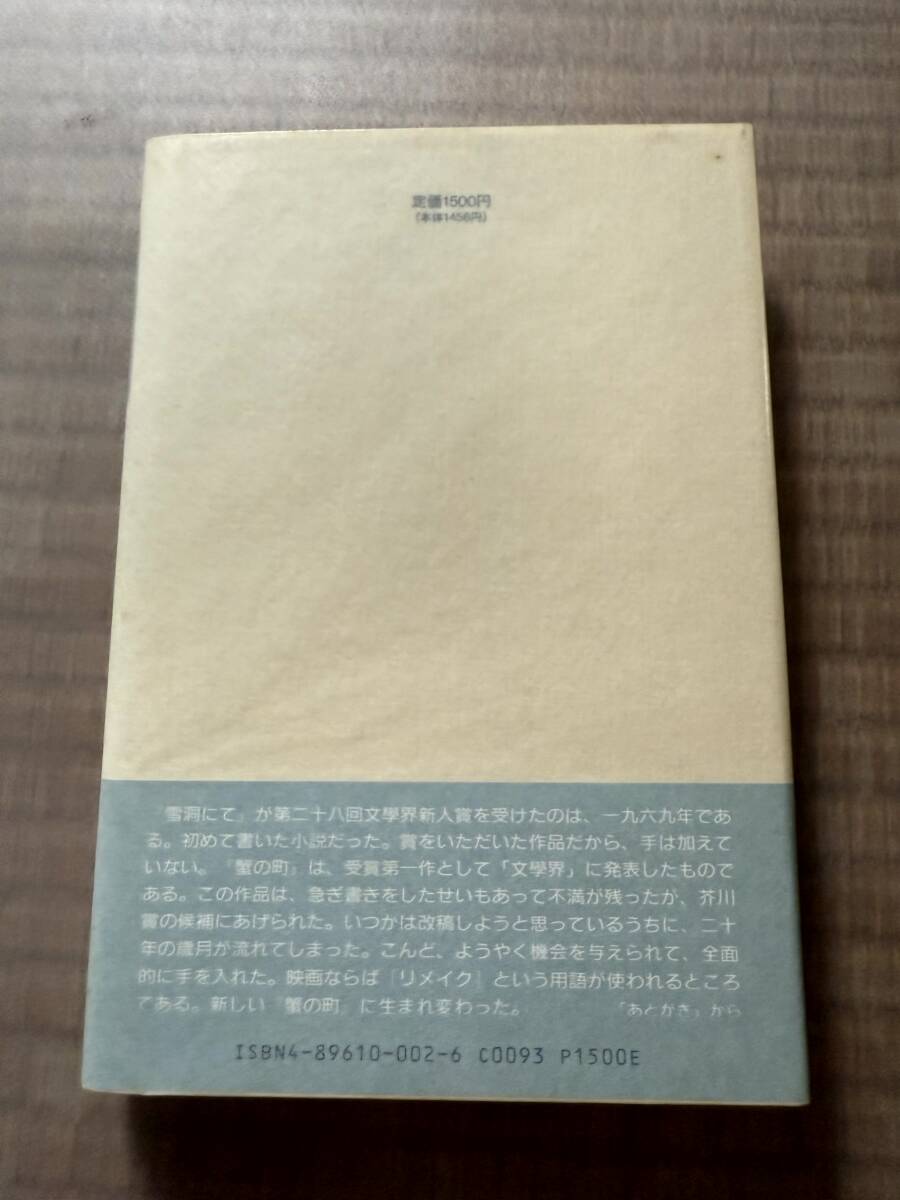 定価1500円
(本体1456円)
『雪洞にて』が第二十八回文學界新人賞を受けたのは、一九六九年であ
る。初めて書いた小説だった。賞をいただいた作品だから、手は加えて
いない。『蟹の町』は、受賞第一作として「文學界」に発表したもので
ある。この作品は、急ぎ書きをしたせいもあって不満が残ったが、芥川
賞の候補にあげられた。いつかは改稿しようと思っているうちに、二十
年の歳月が流れてしまった。こんど、ようやく機会を与えられて、全面
的に手を入れた。映画ならば『リメイク』という用語が使われるところ
である。新しい『蟹の町』に生まれ変わった。 「あとがき」から
ISBN4-89610-002-6 C0093 P1500E